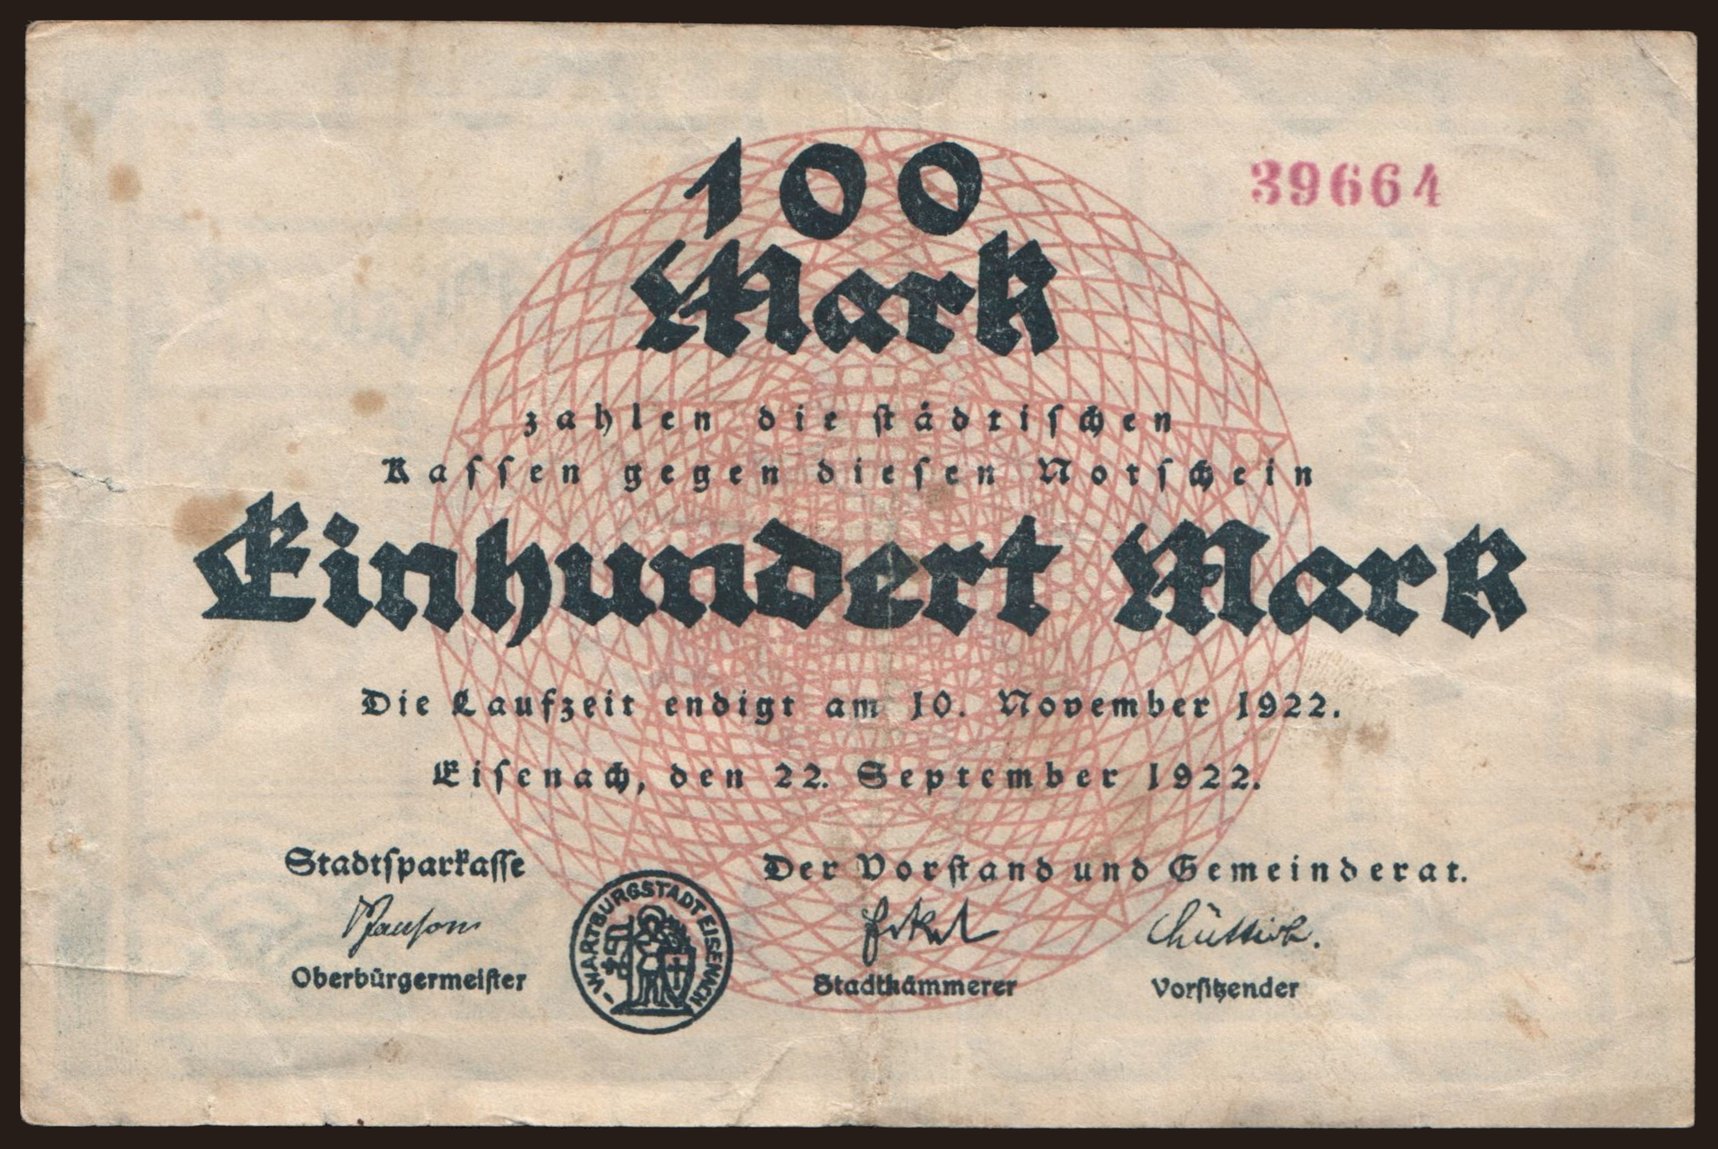 100
39664
Mark
zahlen die städtischen
Kassen gegen diesen Notschein
Einhundert Mark
Die Laufzeit endigt am 10. November 1922.
Eisenach, den 22. September 1922.
Stadtsparkasse
Der Vorstand und Gemeinderat.
WARTBURGSTADT EISENACH
Oberbürgermeister
Stadtkämmerer
Vorsitzender